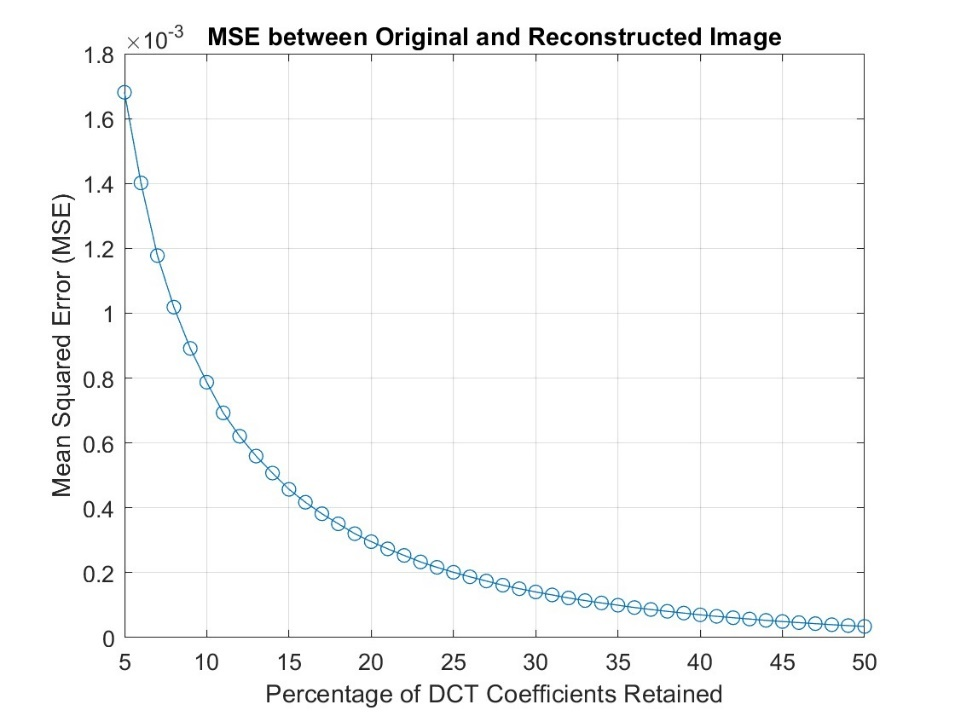 ×10⁻³
MSE between Original and Reconstructed Image
1.8
1.6
1.4
1.2
1
0.8
0.6
0.4
0.2
0
Mean Squared Error (MSE)
5 10 15 20 25 30 35 40 45 50
Percentage of DCT Coefficients Retained